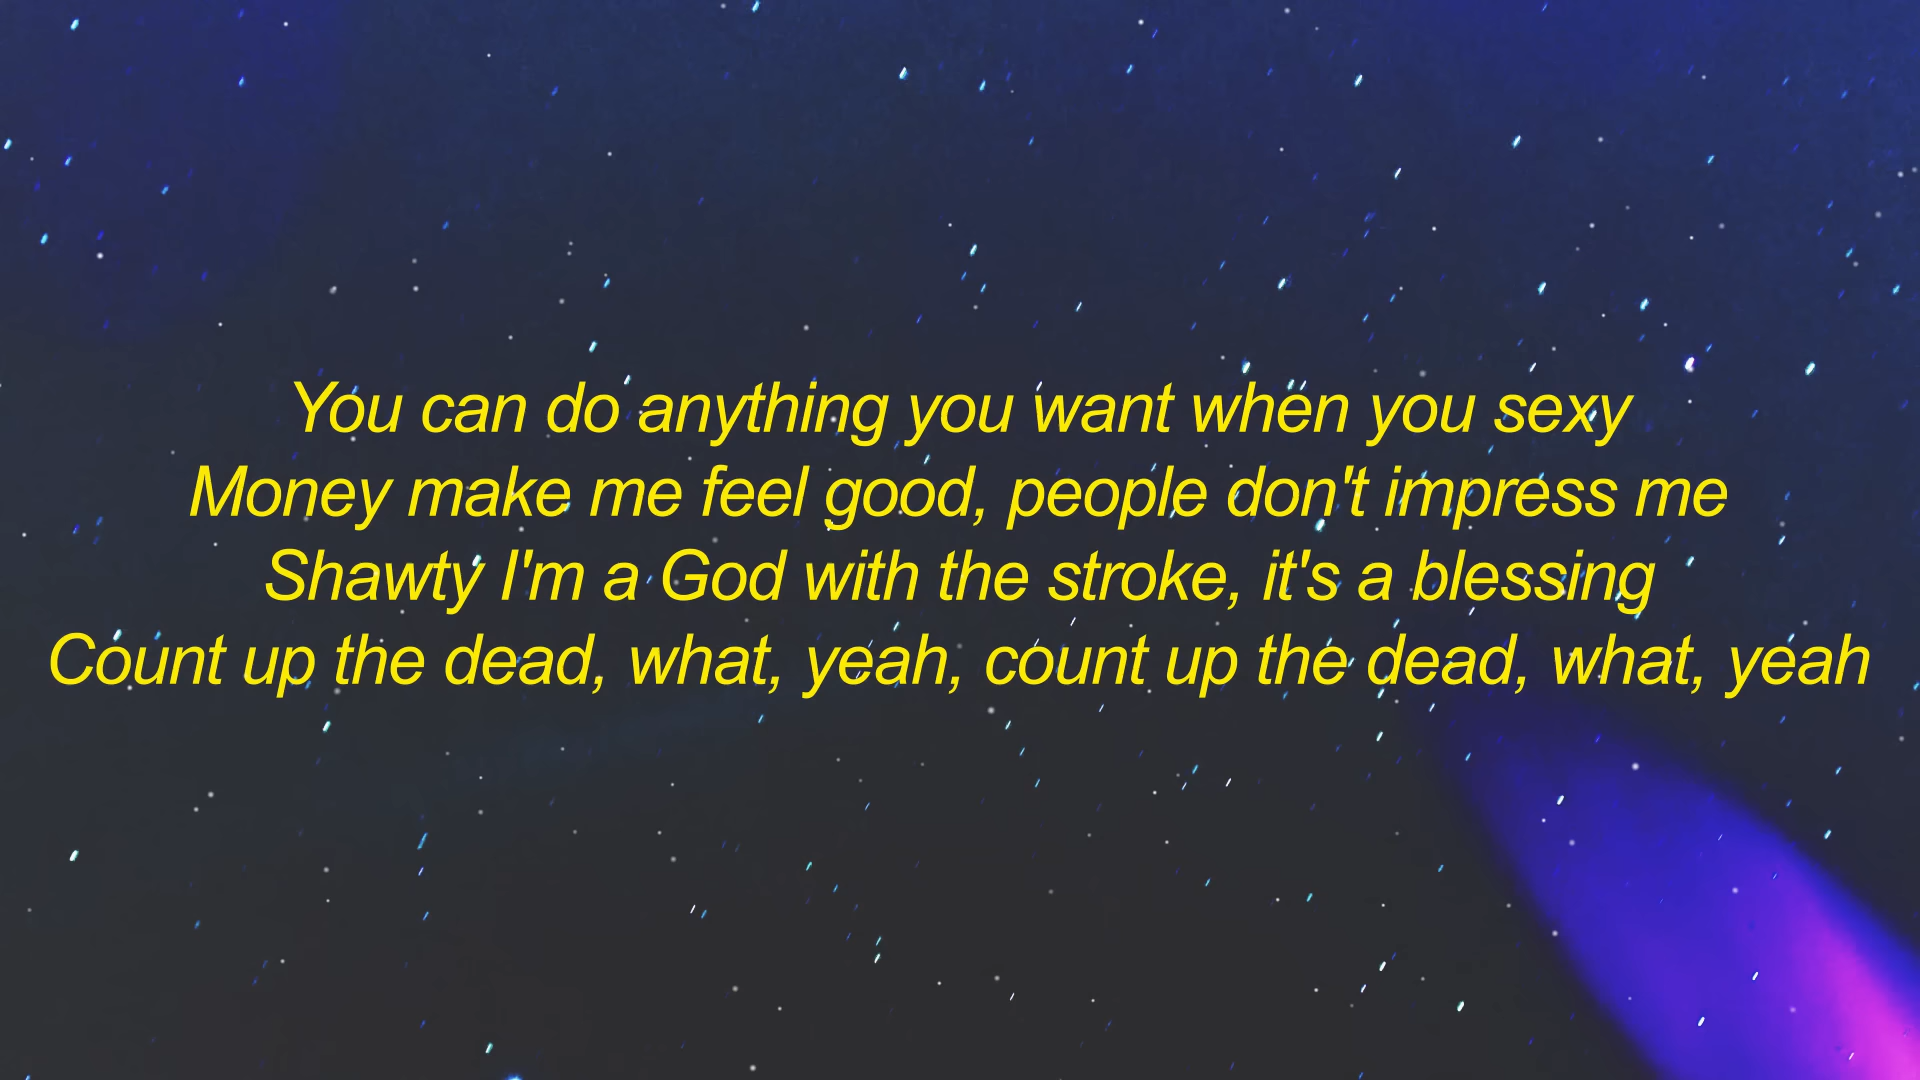 You can do anything you want when you sexy
Money make me feel good, people don't impress me
Shawty I'm a God with the stroke, it's a blessing
Count up the dead, what, yeah, count up the dead, what, yeah